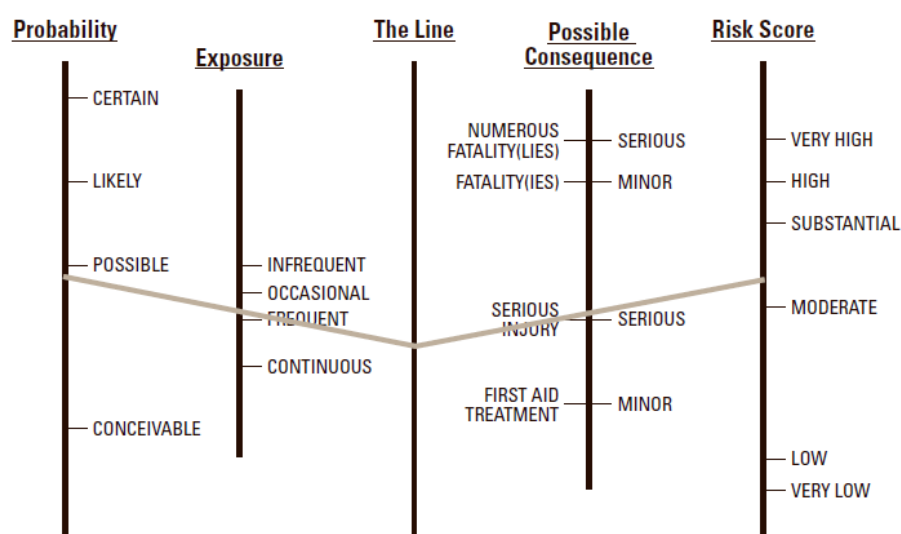 Probability
Exposure
The Line
Possible
Consequence
Risk Score
CERTAIN
LIKELY
POSSIBLE
CONCEIVABLE
INFREQUENT
OCCASIONAL
FREQUENT
CONTINUOUS
NUMEROUS
FATALITY(LIES)
FATALITY(IES)
SERIOUS
INJURY
FIRST AID
TREATMENT
SERIOUS
MINOR
SERIOUS
MINOR
VERY HIGH
HIGH
SUBSTANTIAL
MODERATE
LOW
VERY LOW